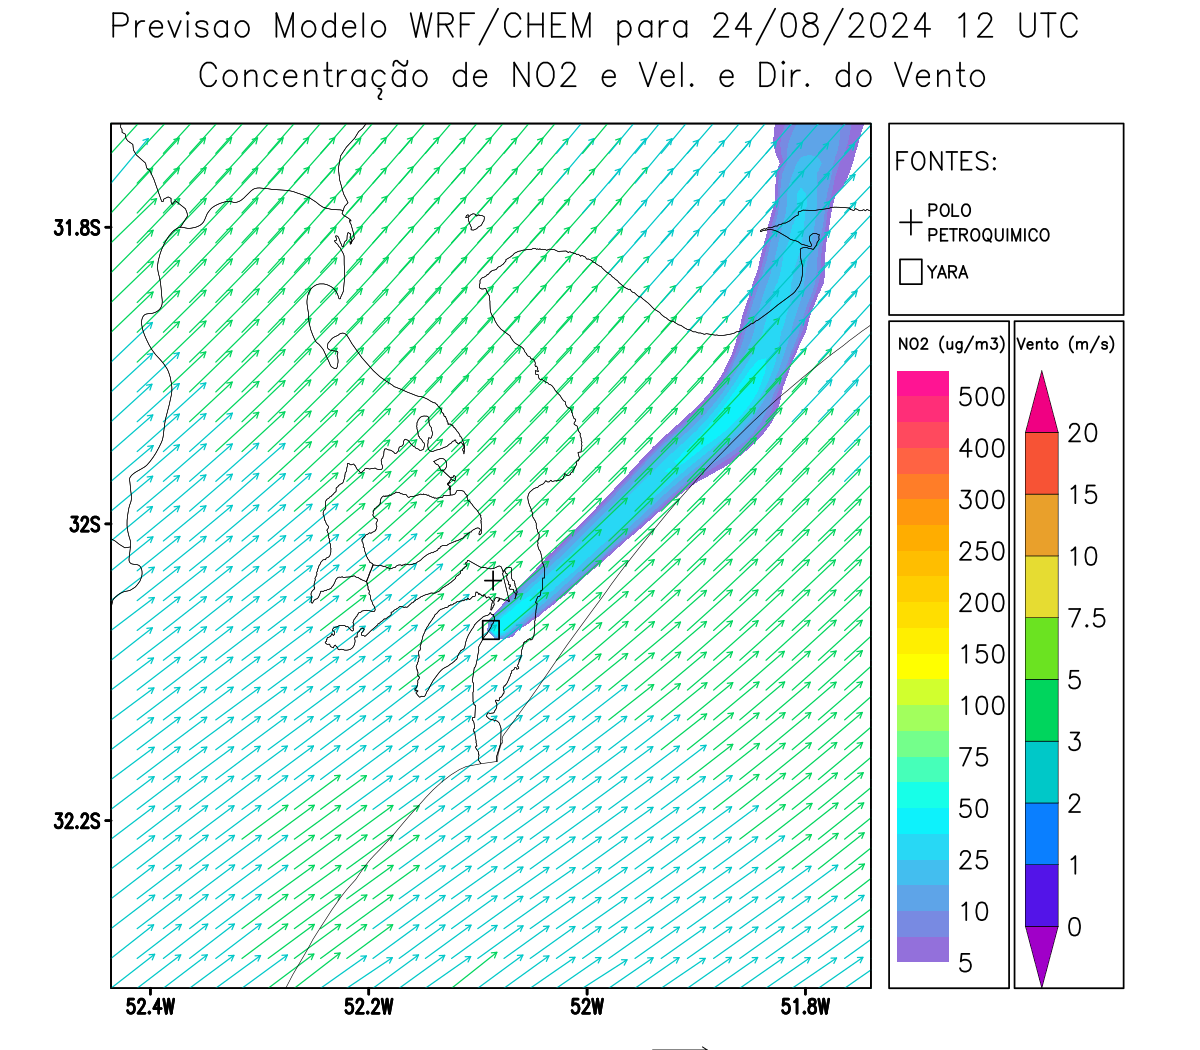 Previsao Modelo WRF/CHEM para 24/08/2024 12 UTC
Concentração de NO2 e Vel. e Dir. do Vento
FONTES:
POLO
PETROQUIMICO
YARA
NO2 (ug/m3)
500
400
300
250
200
150
100
75
50
25
10
5
Vento (m/s)
20
15
10
7.5
5
3
2
1
0
31.8S
32S
32.2S
52.4W
52.2W
52W
51.8W